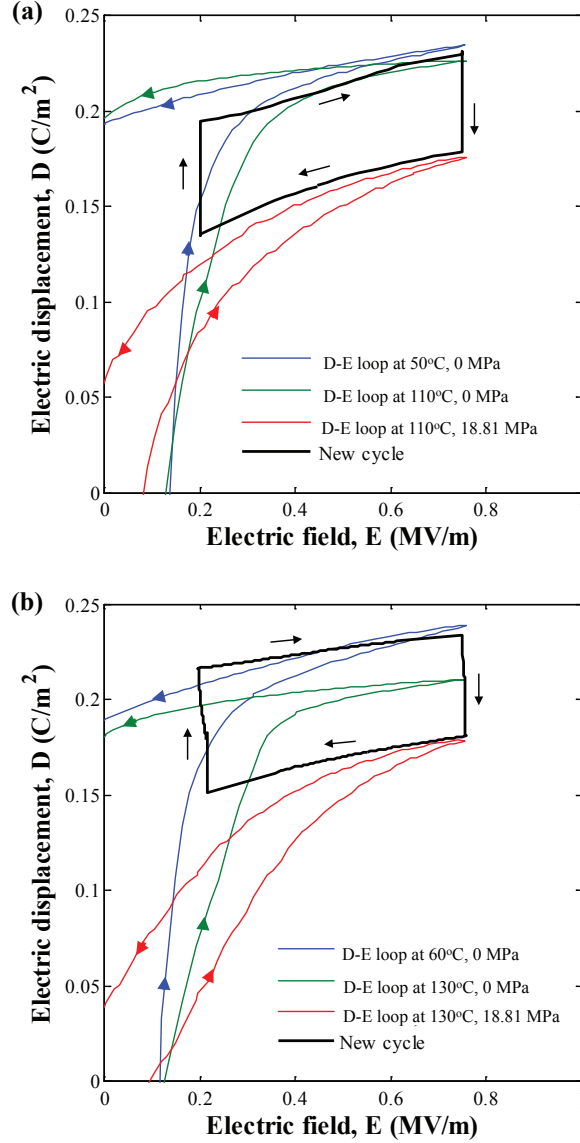 (a)
0.25
0.2
0.15
0.1
0.05
0
Electric displacement, D (C/m²)
D-E loop at 50°C, 0 MPa
D-E loop at 110°C, 0 MPa
D-E loop at 110°C, 18.81 MPa
New cycle
0 0.2 0.4 0.6 0.8
Electric field, E (MV/m)
(b)
0.25
0.2
0.15
0.1
0.05
0
Electric displacement, D (C/m²)
D-E loop at 60°C, 0 MPa
D-E loop at 130°C, 0 MPa
D-E loop at 130°C, 18.81 MPa
New cycle
0 0.2 0.4 0.6 0.8
Electric field, E (MV/m)